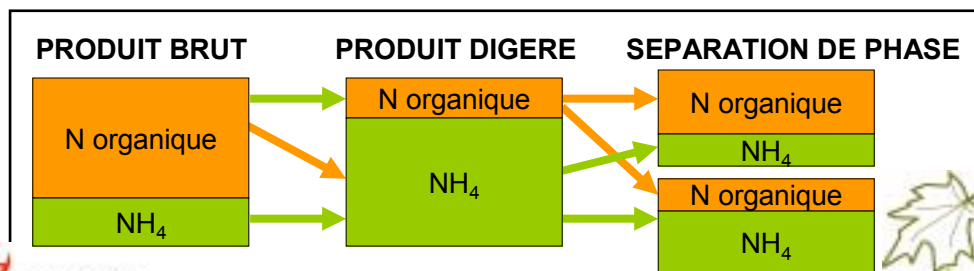 PRODUIT BRUT
PRODUIT DIGERE
SEPARATION DE PHASE
N organique
NH4
N organique
NH4
N organique
NH4
N organique
NH4